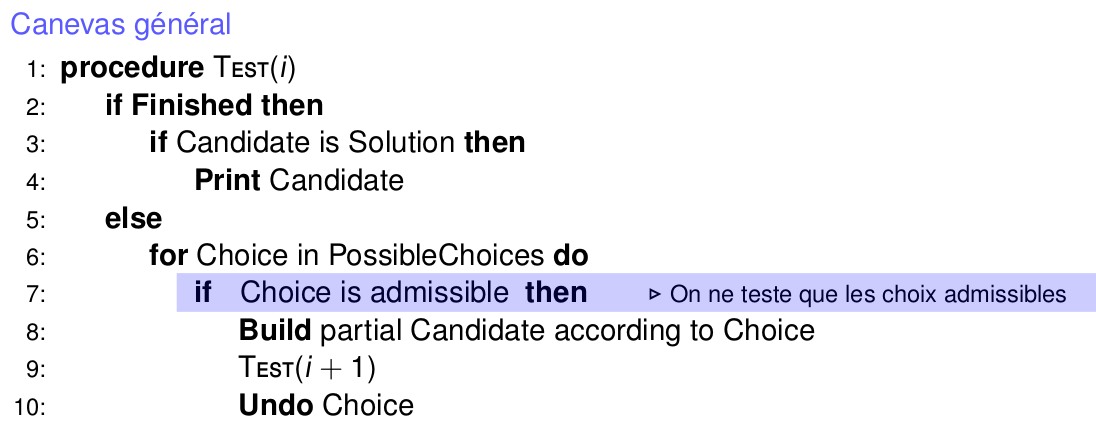 Canevas général
1: procedure TEST(i)
2: if Finished then
3: if Candidate is Solution then
4: Print Candidate
5: else
6: for Choice in PossibleChoices do
7: if Choice is admissible then ▷ On ne teste que les choix admissibles
8: Build partial Candidate according to Choice
9: TEST(i + 1)
10: Undo Choice